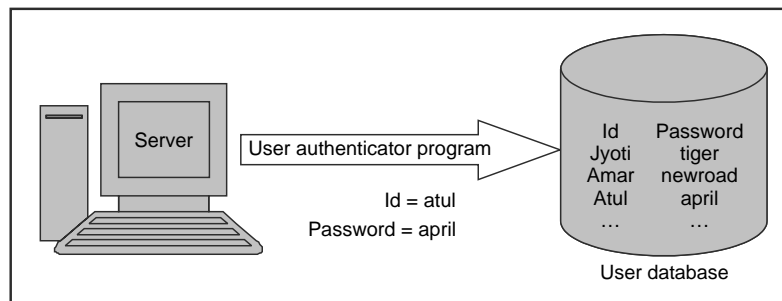 Server
User authenticator program
Id = atul
Password = april
Id Password
Jyoti tiger
Amar newroad
Atul april
… …
User database